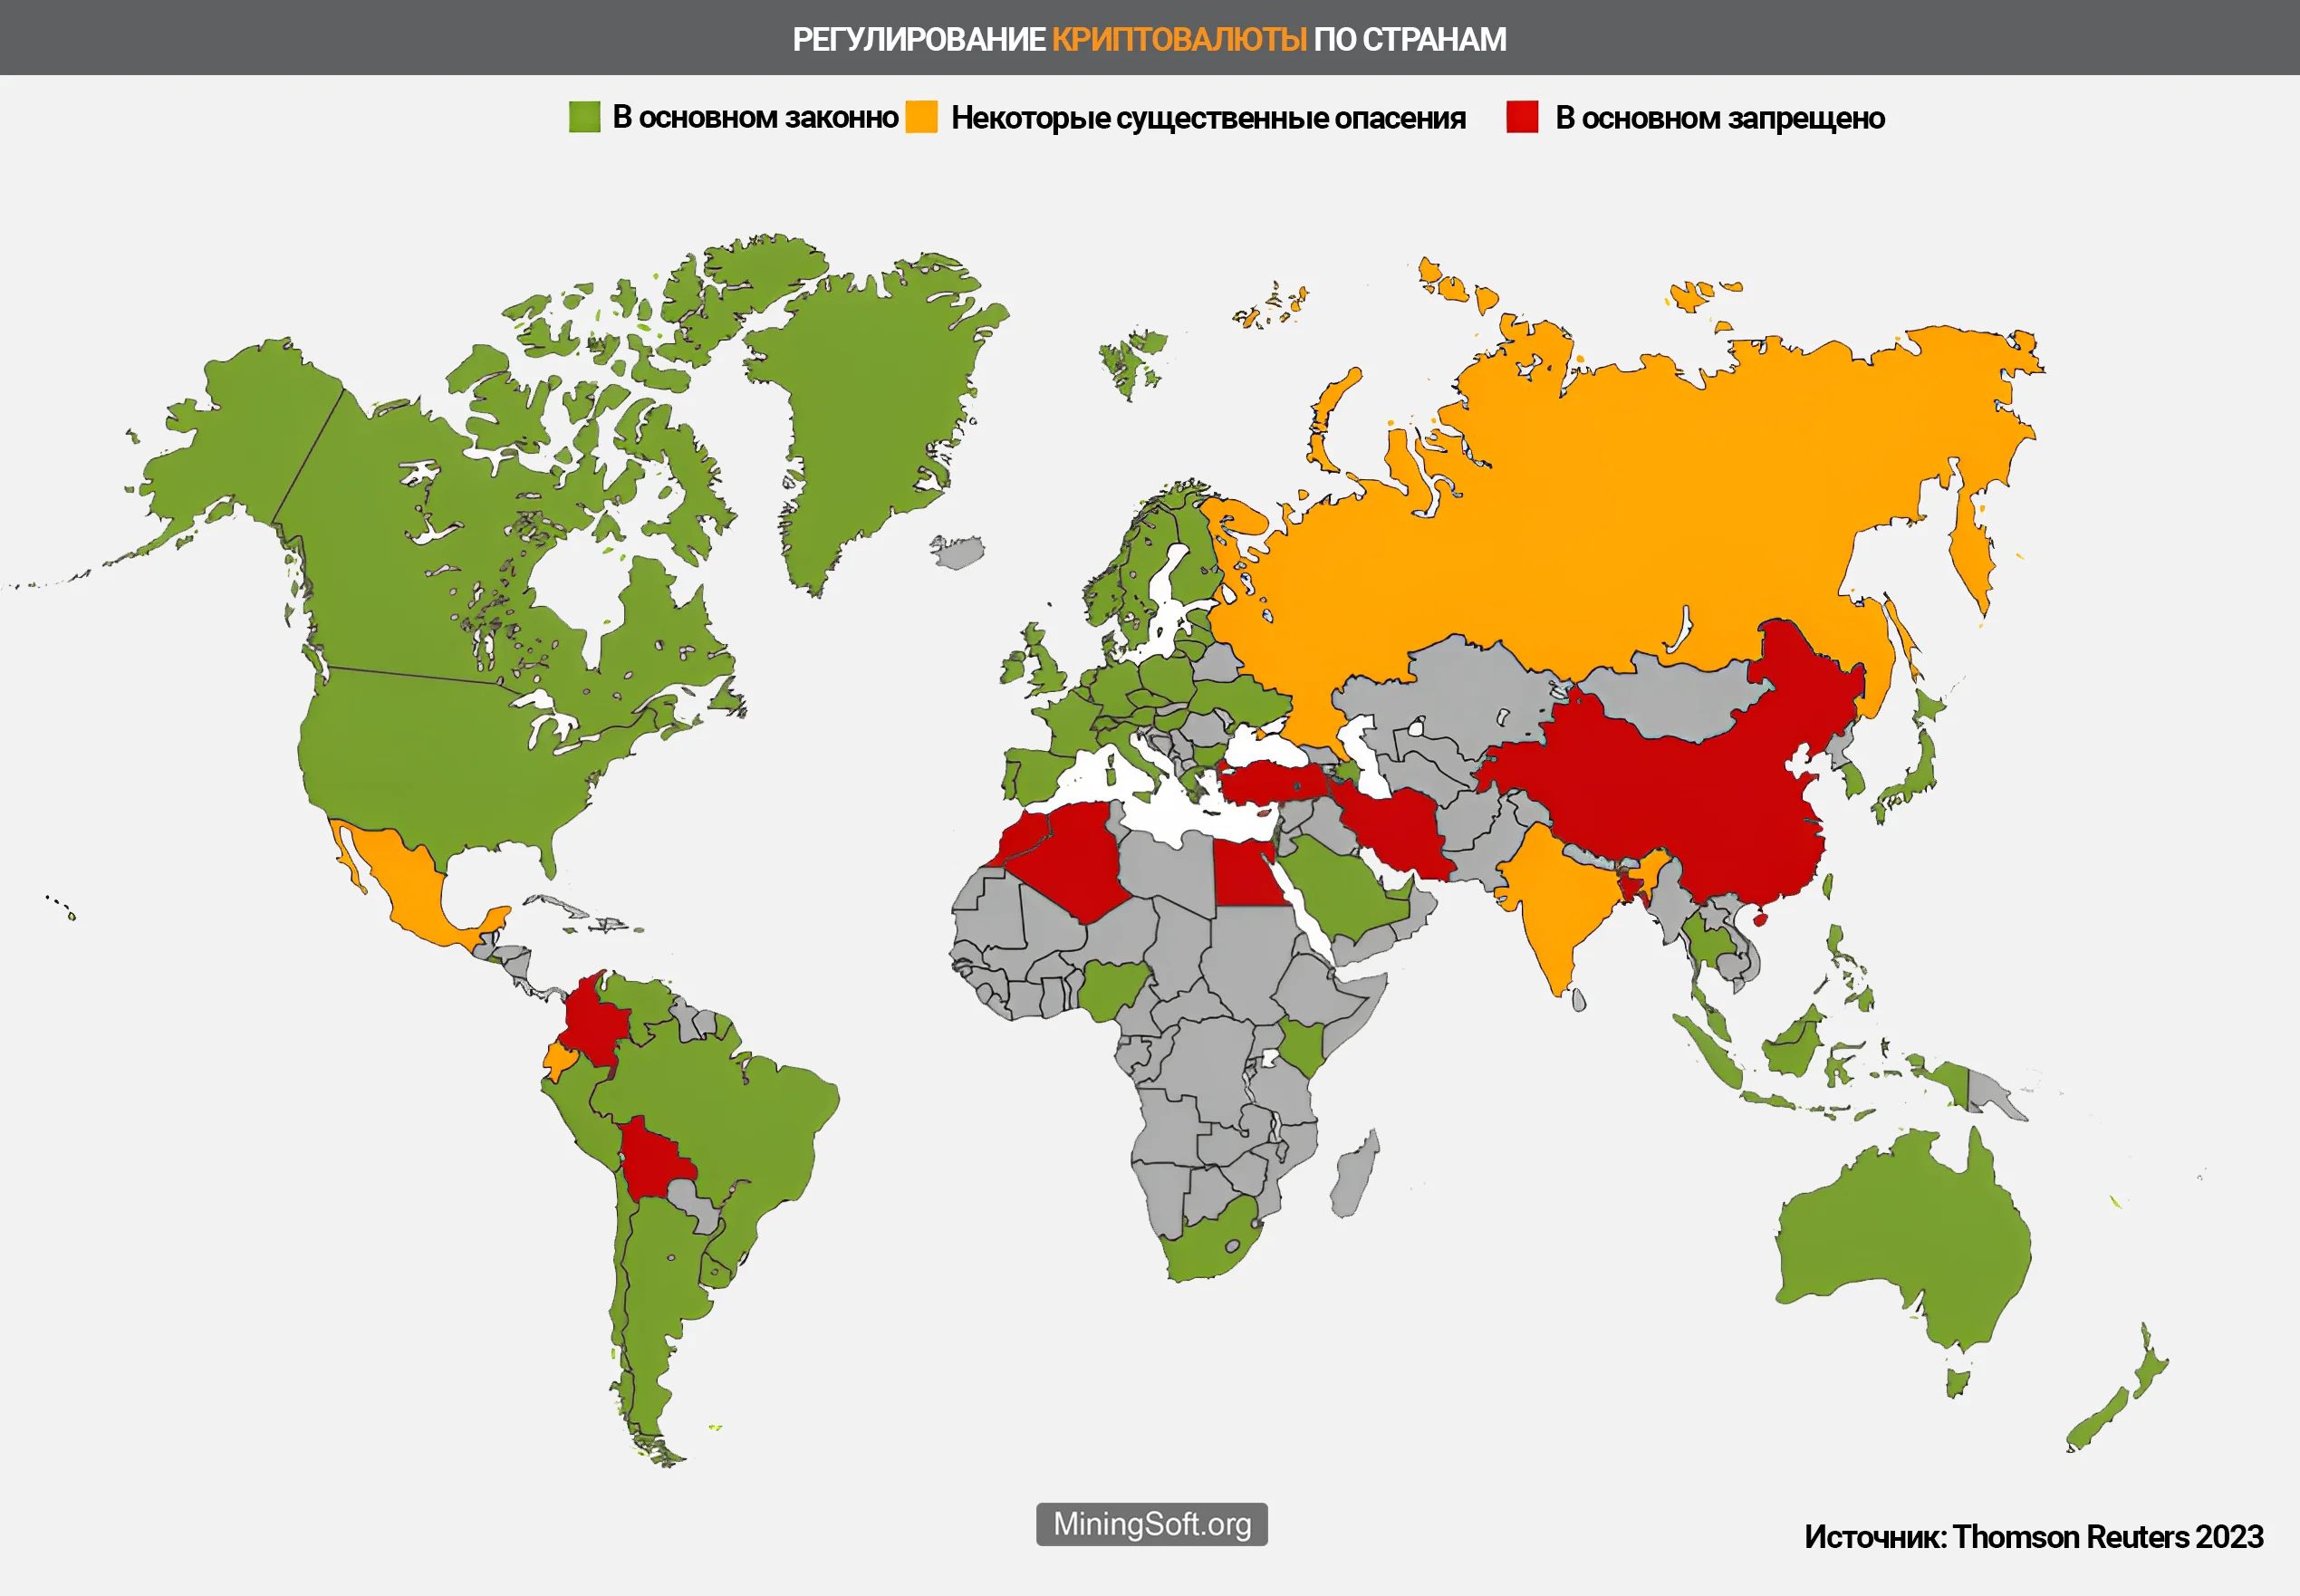 РЕГУЛИРОВАНИЕ КРИПТОВАЛЮТЫ ПО СТРАНАМ
В основном законно Некоторые существенные опасения В основном запрещено
MiningSoft.org
Источник: Thomson Reuters 2023